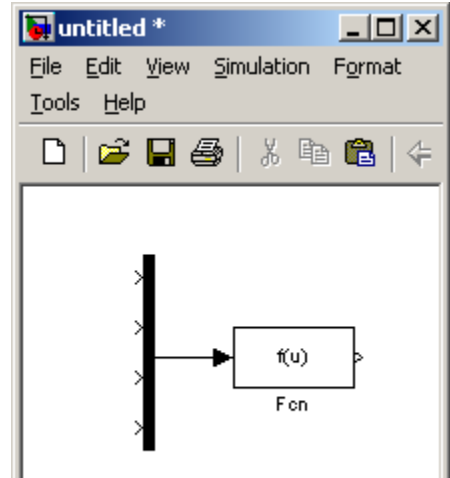 untitled *
File Edit View Simulation Format
Tools Help
f(u)
Fcn